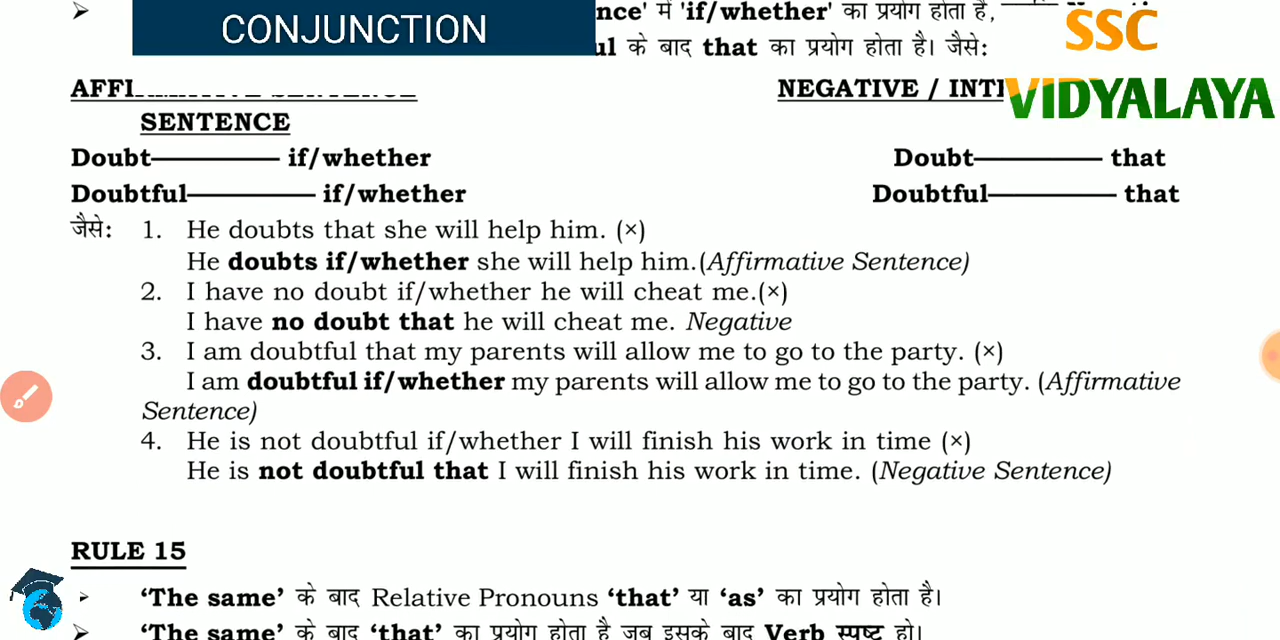 CONJUNCTION
nce' में 'if/whether' का प्रयोग होता है,
ul के बाद that का प्रयोग होता है। जैसे:
SSC
VIDYALAYA
AFFI
NEGATIVE / INTE
SENTENCE
Doubt———— if/whether Doubt———— that
Doubtful———— if/whether Doubtful———— that
जैसे: 1. He doubts that she will help him. (×)
He doubts if/whether she will help him.(Affirmative Sentence)
2. I have no doubt if/whether he will cheat me.(×)
I have no doubt that he will cheat me. Negative
3. I am doubtful that my parents will allow me to go to the party. (×)
I am doubtful if/whether my parents will allow me to go to the party. (Affirmative
Sentence)
4. He is not doubtful if/whether I will finish his work in time (×)
He is not doubtful that I will finish his work in time. (Negative Sentence)
RULE 15
‘The same’ के बाद Relative Pronouns ‘that’ या ‘as’ का प्रयोग होता है।
‘The same’ के बाद ‘that’ का प्रयोग होता है जब इसके बाद Verb स्पष्ट हो।